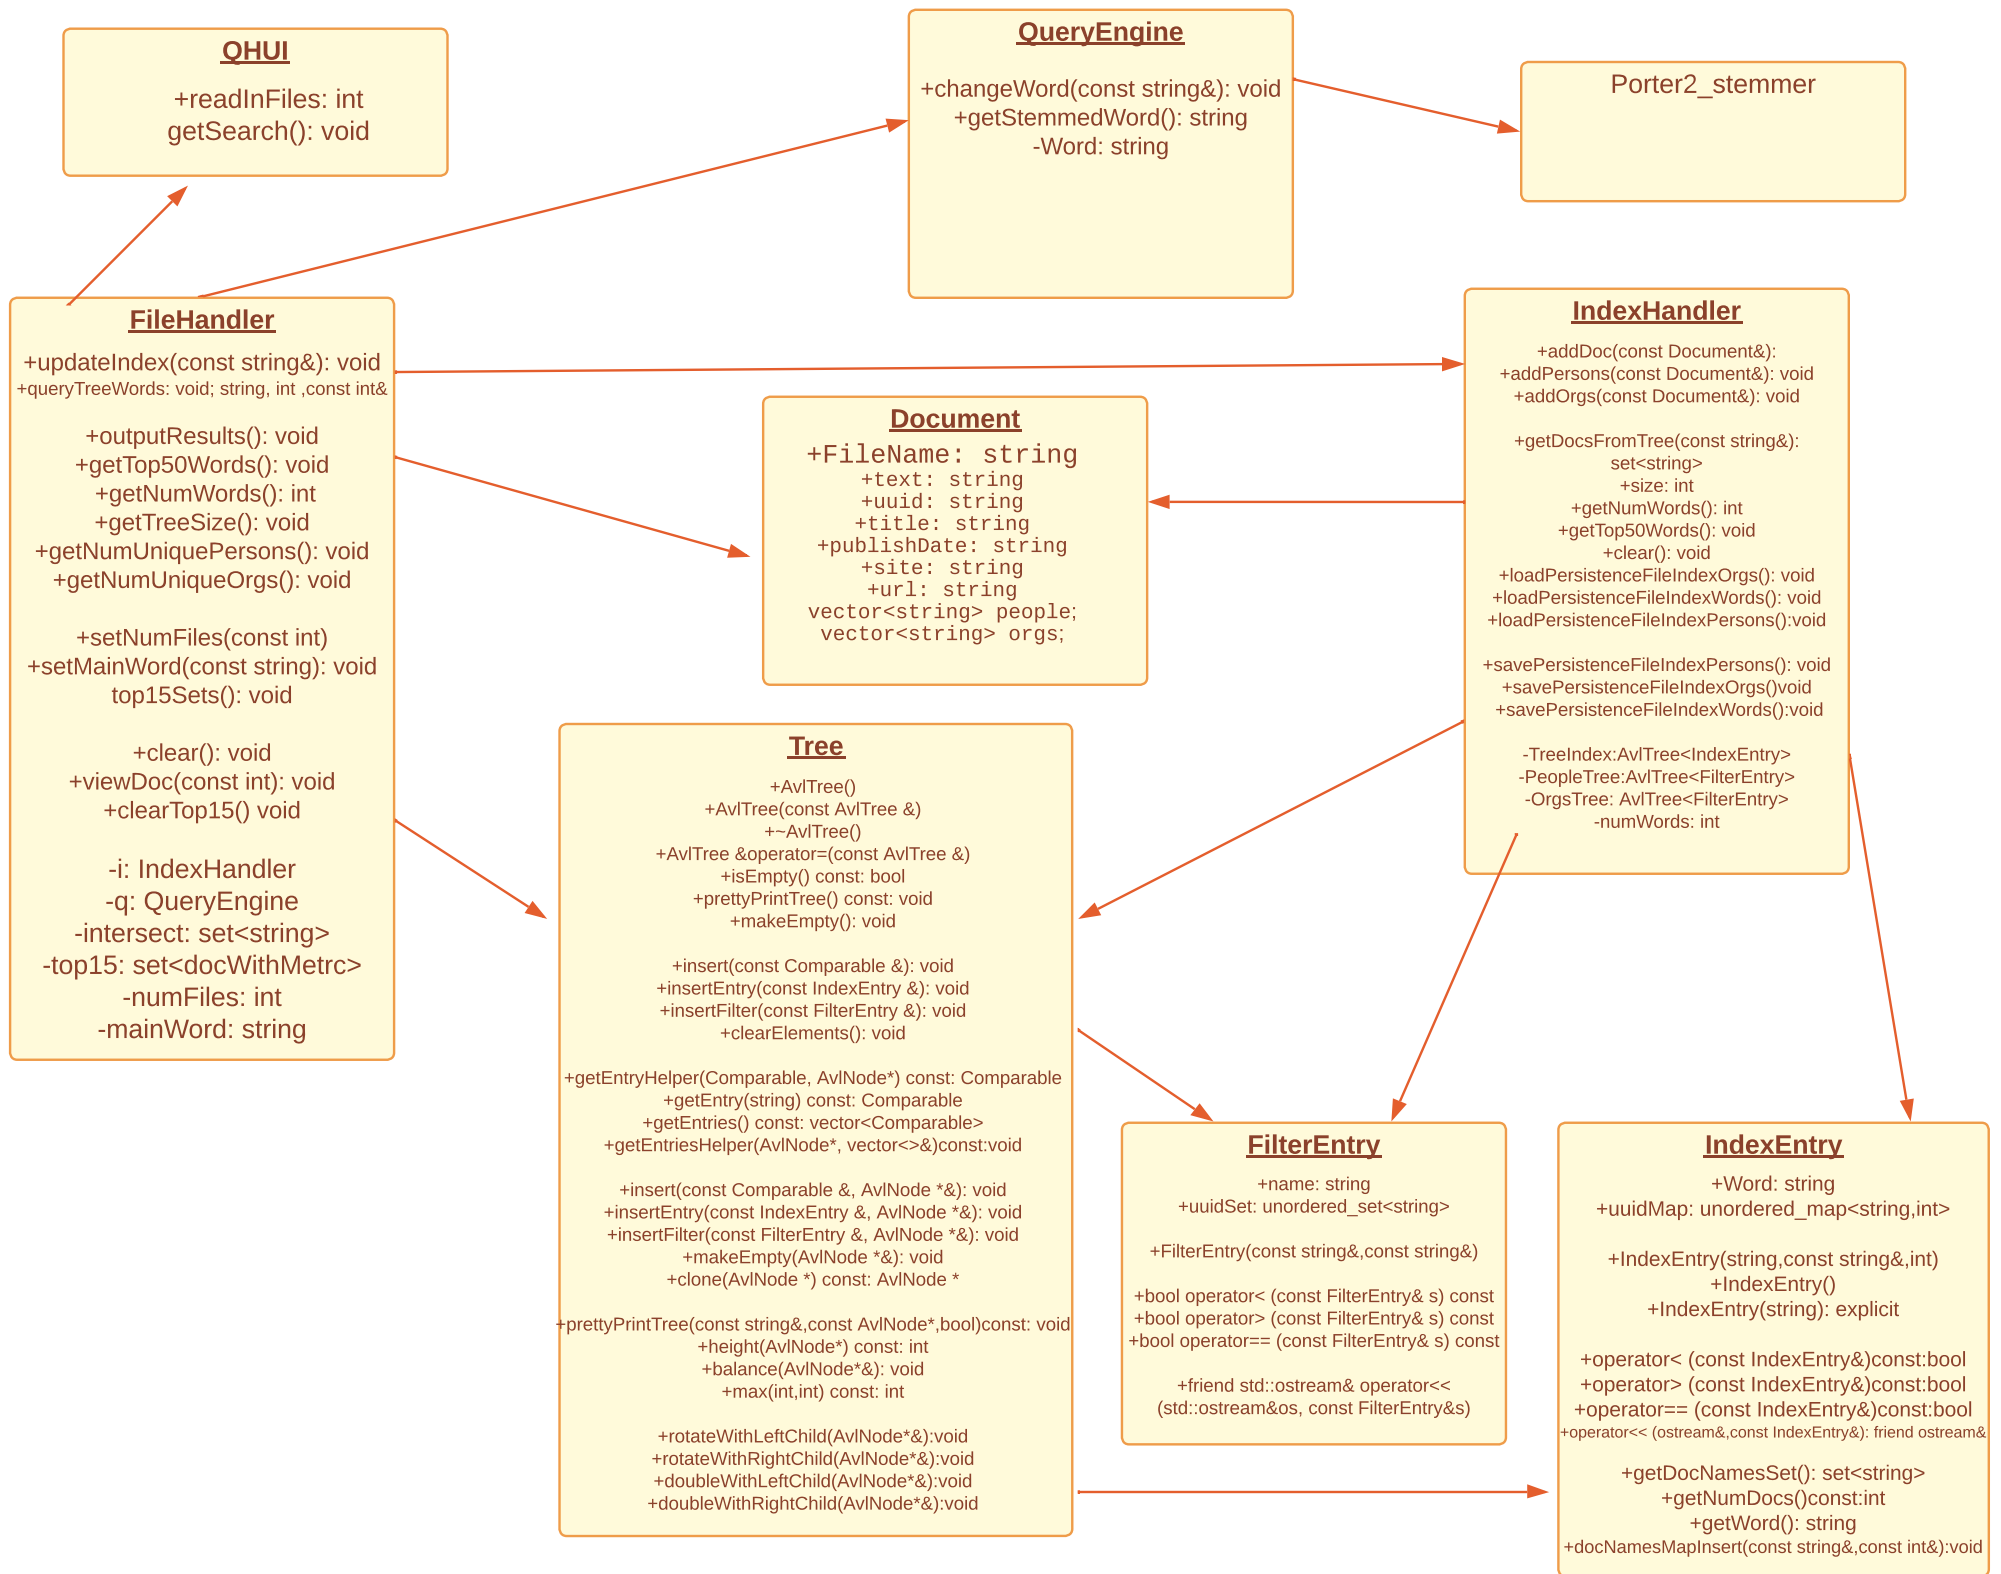 QHUI
+readInFiles: int
getSearch(): void
QueryEngine
+changeWord(const string&): void
+getStemmedWord(): string
-Word: string
Porter2_stemmer
FileHandler
+updateIndex(const string&): void
+queryTreeWords: void; string, int ,const int&
+outputResults(): void
+getTop50Words(): void
+getNumWords(): int
+getTreeSize(): void
+getNumUniquePersons(): void
+getNumUniqueOrgs(): void
+setNumFiles(const int)
+setMainWord(const string): void
top15Sets(): void
+clear(): void
+viewDoc(const int): void
+clearTop15() void
-i: IndexHandler
-q: QueryEngine
-intersect: set<string>
-top15: set<docWithMetrc>
-numFiles: int
-mainWord: string
Document
+FileName: string
+text: string
+uuid: string
+title: string
+publishDate: string
+site: string
+url: string
vector<string> people;
vector<string> orgs;
IndexHandler
+addDoc(const Document&):
+addPersons(const Document&): void
+addOrgs(const Document&): void
+getDocsFromTree(const string&):
set<string>
+size: int
+getNumWords(): int
+getTop50Words(): void
+clear(): void
+loadPersistenceFileIndexOrgs(): void
+loadPersistenceFileIndexWords(): void
+loadPersistenceFileIndexPersons():void
+savePersistenceFileIndexPersons(): void
+savePersistenceFileIndexOrgs()void
+savePersistenceFileIndexWords():void
-TreeIndex:AvlTree<IndexEntry>
-PeopleTree:AvlTree<FilterEntry>
-OrgsTree: AvlTree<FilterEntry>
-numWords: int
Tree
+AvlTree()
+AvlTree(const AvlTree &)
+~AvlTree()
+AvlTree &operator=(const AvlTree &)
+isEmpty() const: bool
+prettyPrintTree() const: void
+makeEmpty(): void
+insert(const Comparable &): void
+insertEntry(const IndexEntry &): void
+insertFilter(const FilterEntry &): void
+clearElements(): void
+getEntryHelper(Comparable, AvlNode*) const: Comparable
+getEntry(string) const: Comparable
+getEntries() const: vector<Comparable>
+getEntriesHelper(AvlNode*, vector<>&)const:void
+insert(const Comparable &, AvlNode *&): void
+insertEntry(const IndexEntry &, AvlNode *&): void
+insertFilter(const FilterEntry &, AvlNode *&): void
+makeEmpty(AvlNode *&): void
+clone(AvlNode *) const: AvlNode *
+prettyPrintTree(const string&,const AvlNode*,bool)const: void
+height(AvlNode*) const: int
+balance(AvlNode*&): void
+max(int,int) const: int
+rotateWithLeftChild(AvlNode*&):void
+rotateWithRightChild(AvlNode*&):void
+doubleWithLeftChild(AvlNode*&):void
+doubleWithRightChild(AvlNode*&):void
FilterEntry
+name: string
+uuidSet: unordered_set<string>
+FilterEntry(const string&,const string&)
+bool operator< (const FilterEntry& s) const
+bool operator> (const FilterEntry& s) const
+bool operator== (const FilterEntry& s) const
+friend std::ostream& operator<<
(std::ostream&os, const FilterEntry&s)
IndexEntry
+Word: string
+uuidMap: unordered_map<string,int>
+IndexEntry(string,const string&,int)
+IndexEntry()
+IndexEntry(string): explicit
+operator< (const IndexEntry&)const:bool
+operator> (const IndexEntry&)const:bool
+operator== (const IndexEntry&)const:bool
+operator<< (ostream&,const IndexEntry&): friend ostream&
+getDocNamesSet(): set<string>
+getNumDocs()const:int
+getWord(): string
+docNamesMapInsert(const string&,const int&):void